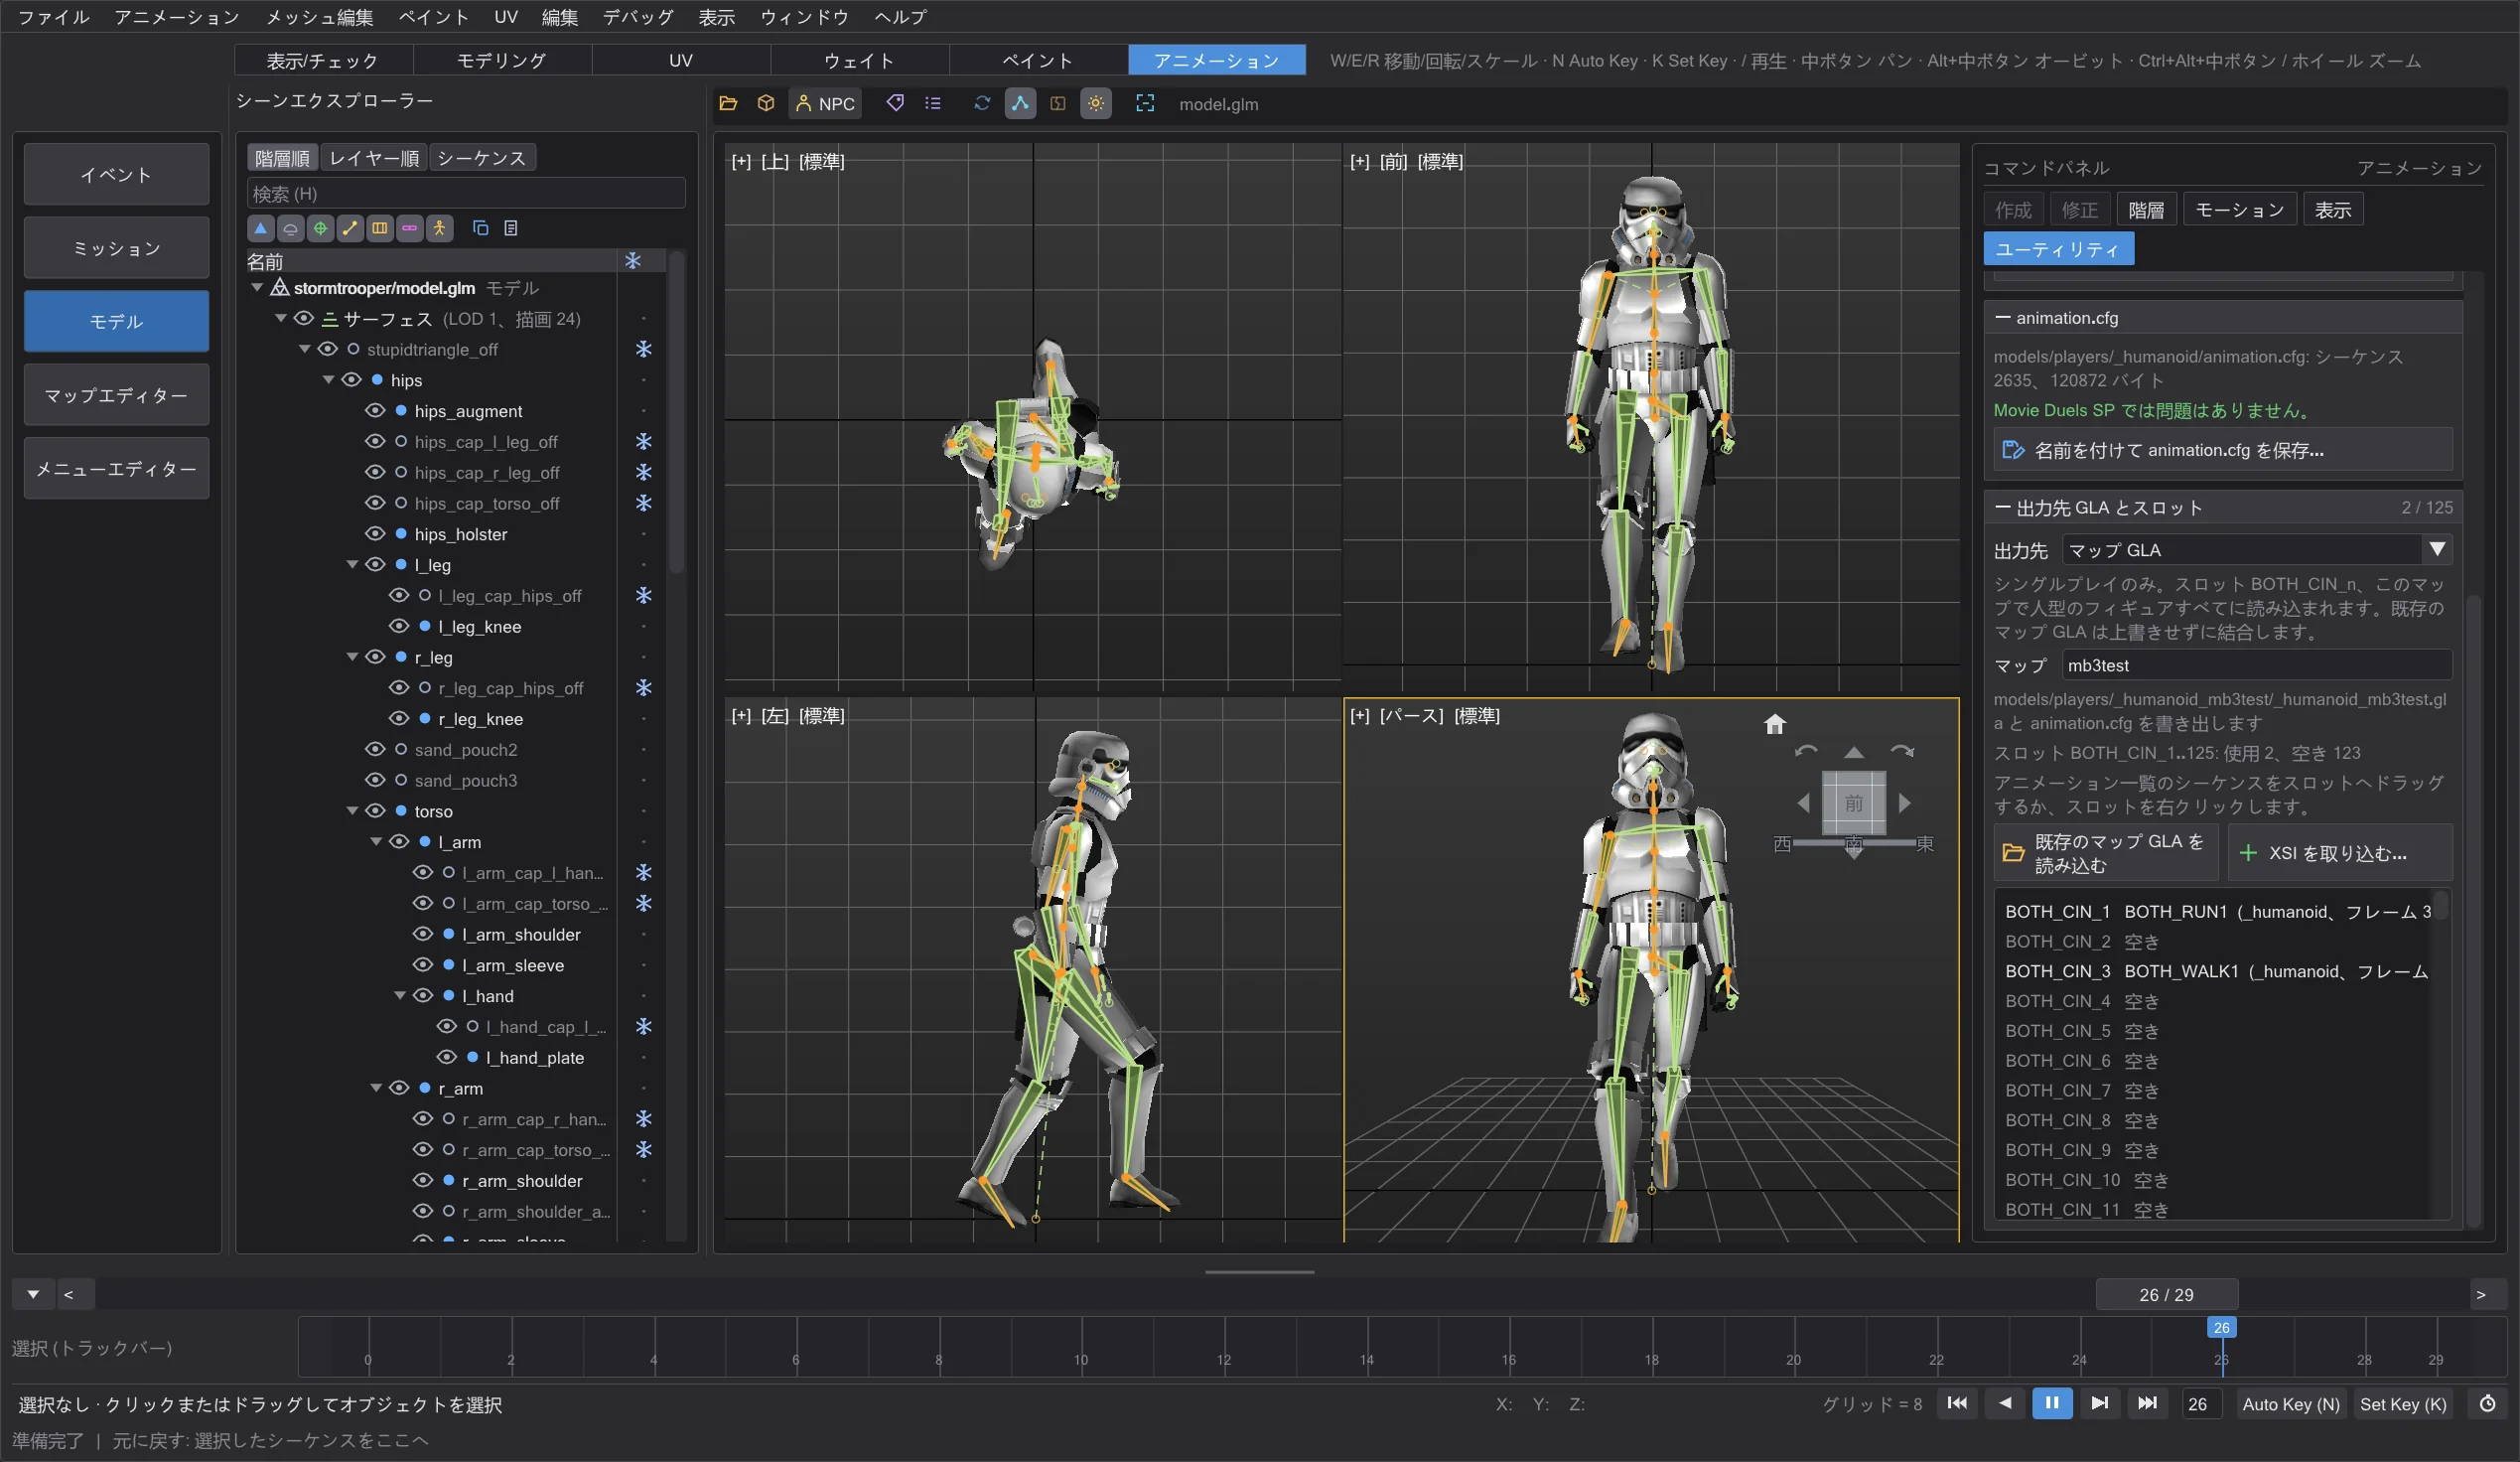 ファイル アニメーション メッシュ編集 ペイント UV 編集 デバッグ 表示 ウィンドウ ヘルプ
表示/チェック モデリング UV ウェイト ペイント アニメーション W/E/R 移動/回転/スケール · N Auto Key · K Set Key · / 再生 · 中ボタン パン · Alt+中ボタン オービット · Ctrl+Alt+中ボタン / ホイール ズーム
シーンエクスプローラー
NPC model.glm
イベント
ミッション
モデル
マップエディター
メニューエディター
階層順 レイヤー順 シーケンス
検索 (H)
名前
stormtrooper/model.glm モデル
サーフェス (LOD 1、描画 24)
stupidtriangle_off
hips
hips_augment
hips_cap_l_leg_off
hips_cap_r_leg_off
hips_cap_torso_off
hips_holster
l_leg
l_leg_cap_hips_off
l_leg_knee
r_leg
r_leg_cap_hips_off
r_leg_knee
sand_pouch2
sand_pouch3
torso
l_arm
l_arm_cap_l_han...
l_arm_cap_torso_...
l_arm_shoulder
l_arm_sleeve
l_hand
l_hand_cap_l_...
l_hand_plate
r_arm
r_arm_cap_r_han...
r_arm_cap_torso_...
r_arm_shoulder
r_arm_shoulder_a...
r_arm_sleeve
[+] [上] [標準]
[+] [前] [標準]
[+] [左] [標準]
[+] [パース] [標準]
前
西 南 東
コマンドパネル アニメーション
作成 修正 階層 モーション 表示
ユーティリティ
animation.cfg
models/players/_humanoid/animation.cfg: シーケンス
2635、120872 バイト
Movie Duels SP では問題はありません。
名前を付けて animation.cfg を保存...
出力先 GLA とスロット 2 / 125
出力先 マップ GLA
シングルプレイのみ。スロット BOTH_CIN_n、このマッ
プで人型のフィギュアすべてに読み込まれます。既存の
マップ GLA は上書きせずに結合します。
マップ mb3test
models/players/_humanoid_mb3test/_humanoid_mb3test.gl
a と animation.cfg を書き出します
スロット BOTH_CIN_1..125: 使用 2、空き 123
アニメーション一覧のシーケンスをスロットへドラッグ
するか、スロットを右クリックします。
既存のマップ GLA を
読み込む
XSI を取り込む...
BOTH_CIN_1 BOTH_RUN1 (_humanoid、フレーム 3
BOTH_CIN_2 空き
BOTH_CIN_3 BOTH_WALK1 (_humanoid、フレーム
BOTH_CIN_4 空き
BOTH_CIN_5 空き
BOTH_CIN_6 空き
BOTH_CIN_7 空き
BOTH_CIN_8 空き
BOTH_CIN_9 空き
BOTH_CIN_10 空き
BOTH_CIN_11 空き
< 26 / 29 >
選択 (トラックバー)
26
0 2 4 6 8 10 12 14 16 18 20 22 24 26 28 29
選択なし · クリックまたはドラッグしてオブジェクトを選択 X: Y: Z: グリッド = 8 26 Auto Key (N) Set Key (K)
準備完了 | 元に戻す: 選択したシーケンスをここへ